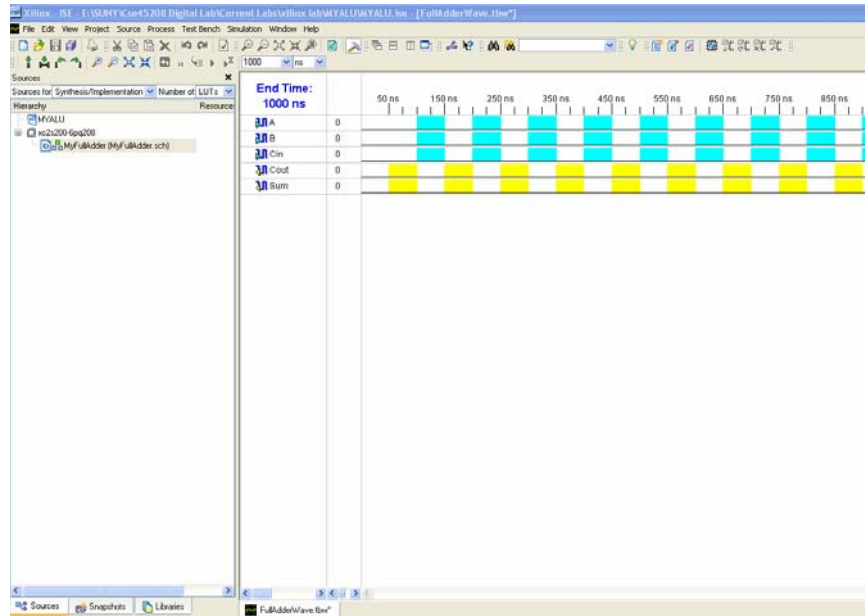 Xilinx - ISE - E:\SUNY\Cse45208 Digital Lab\Current Labs\xilinx lab\MYALU\MYALU.ise - [FullAdderWave.tbw*]
File Edit View Project Source Process Test Bench Simulation Window Help
1000 ns
Sources
Sources for: Synthesis/Implementation Number of: LUTs
Hierarchy Resource
MYALU
xc2s200-6pq208
MyFullAdder (MyFullAdder.sch)
End Time:
1000 ns
50 ns 150 ns 250 ns 350 ns 450 ns 550 ns 650 ns 750 ns 850 ns
A 0
B 0
Cin 0
Cout 0
Sum 0
Sources Snapshots Libraries
FullAdderWave.tbw*